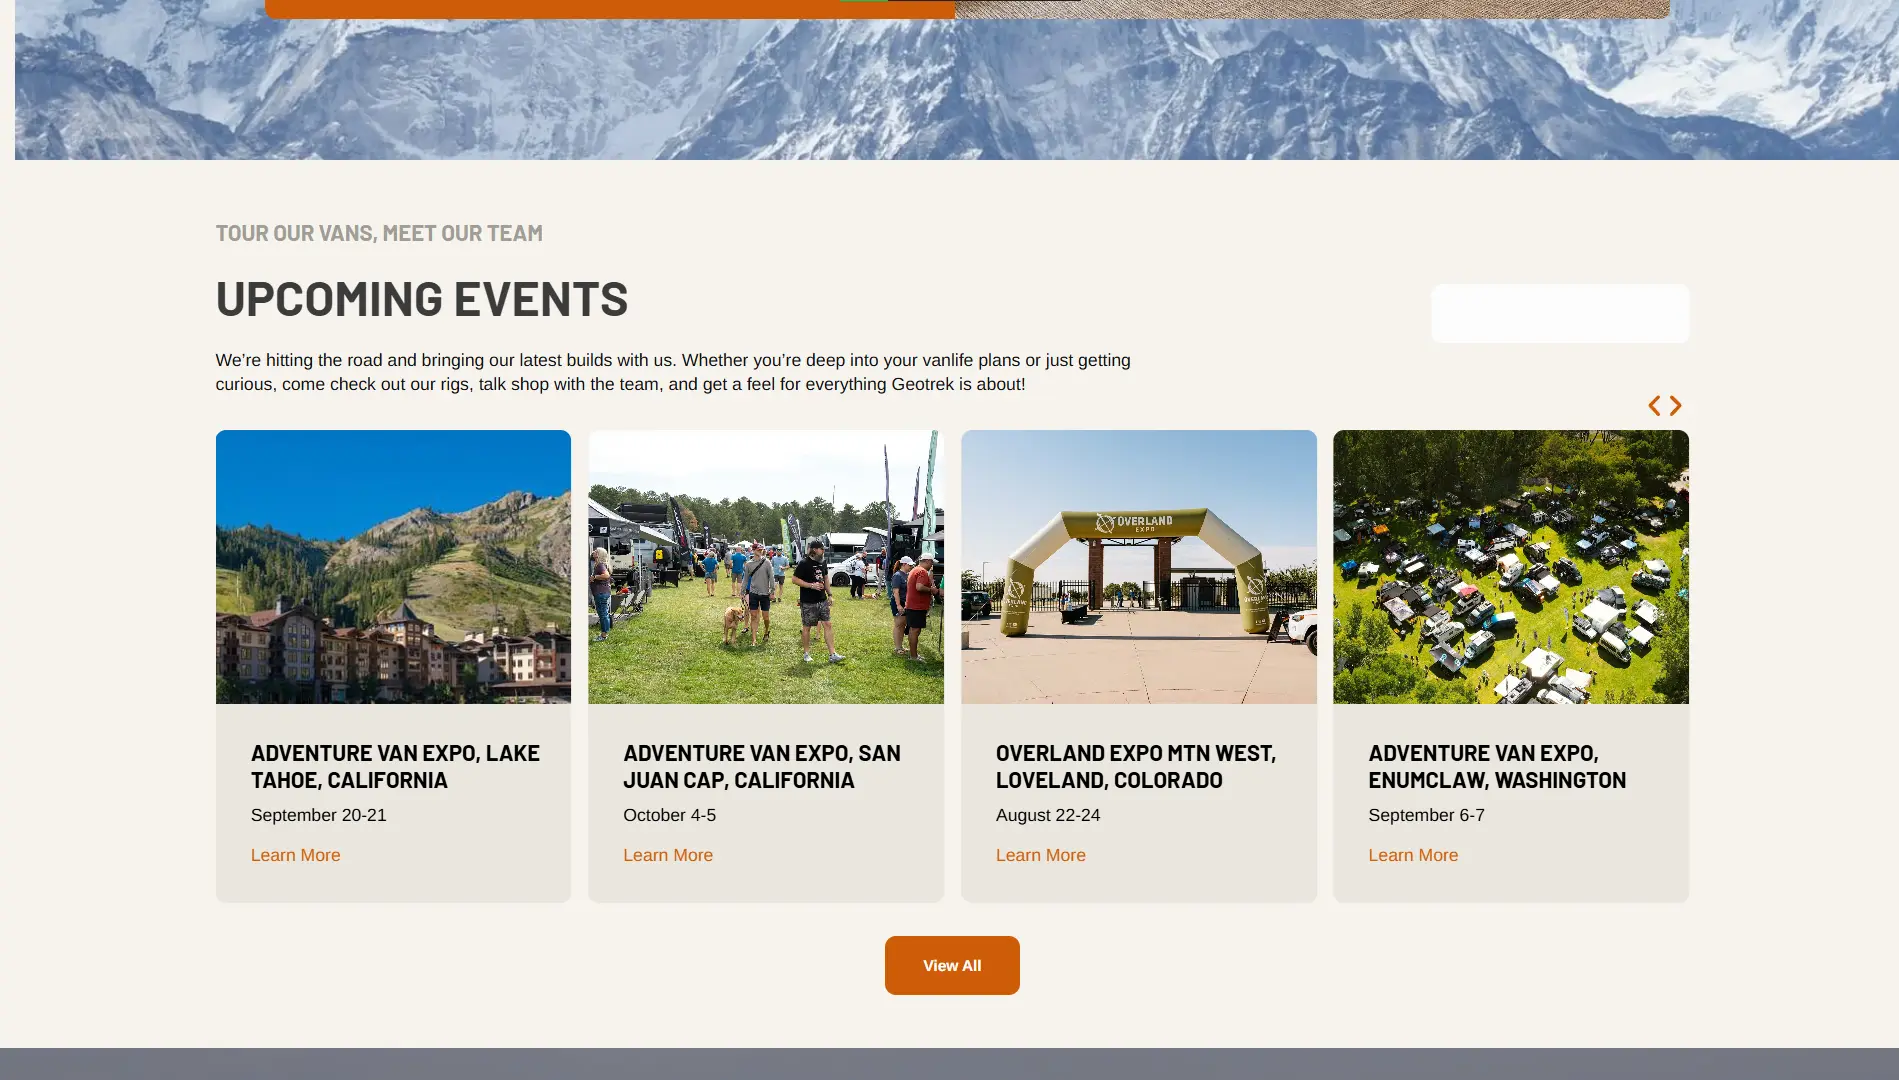 TOUR OUR VANS, MEET OUR TEAM
UPCOMING EVENTS
We’re hitting the road and bringing our latest builds with us. Whether you’re deep into your vanlife plans or just getting
curious, come check out our rigs, talk shop with the team, and get a feel for everything Geotrek is about!
OVERLAND
EXPO
ADVENTURE VAN EXPO, LAKE
TAHOE, CALIFORNIA
September 20-21
Learn More
ADVENTURE VAN EXPO, SAN
JUAN CAP, CALIFORNIA
October 4-5
Learn More
OVERLAND EXPO MTN WEST,
LOVELAND, COLORADO
August 22-24
Learn More
ADVENTURE VAN EXPO,
ENUMCLAW, WASHINGTON
September 6-7
Learn More
View All